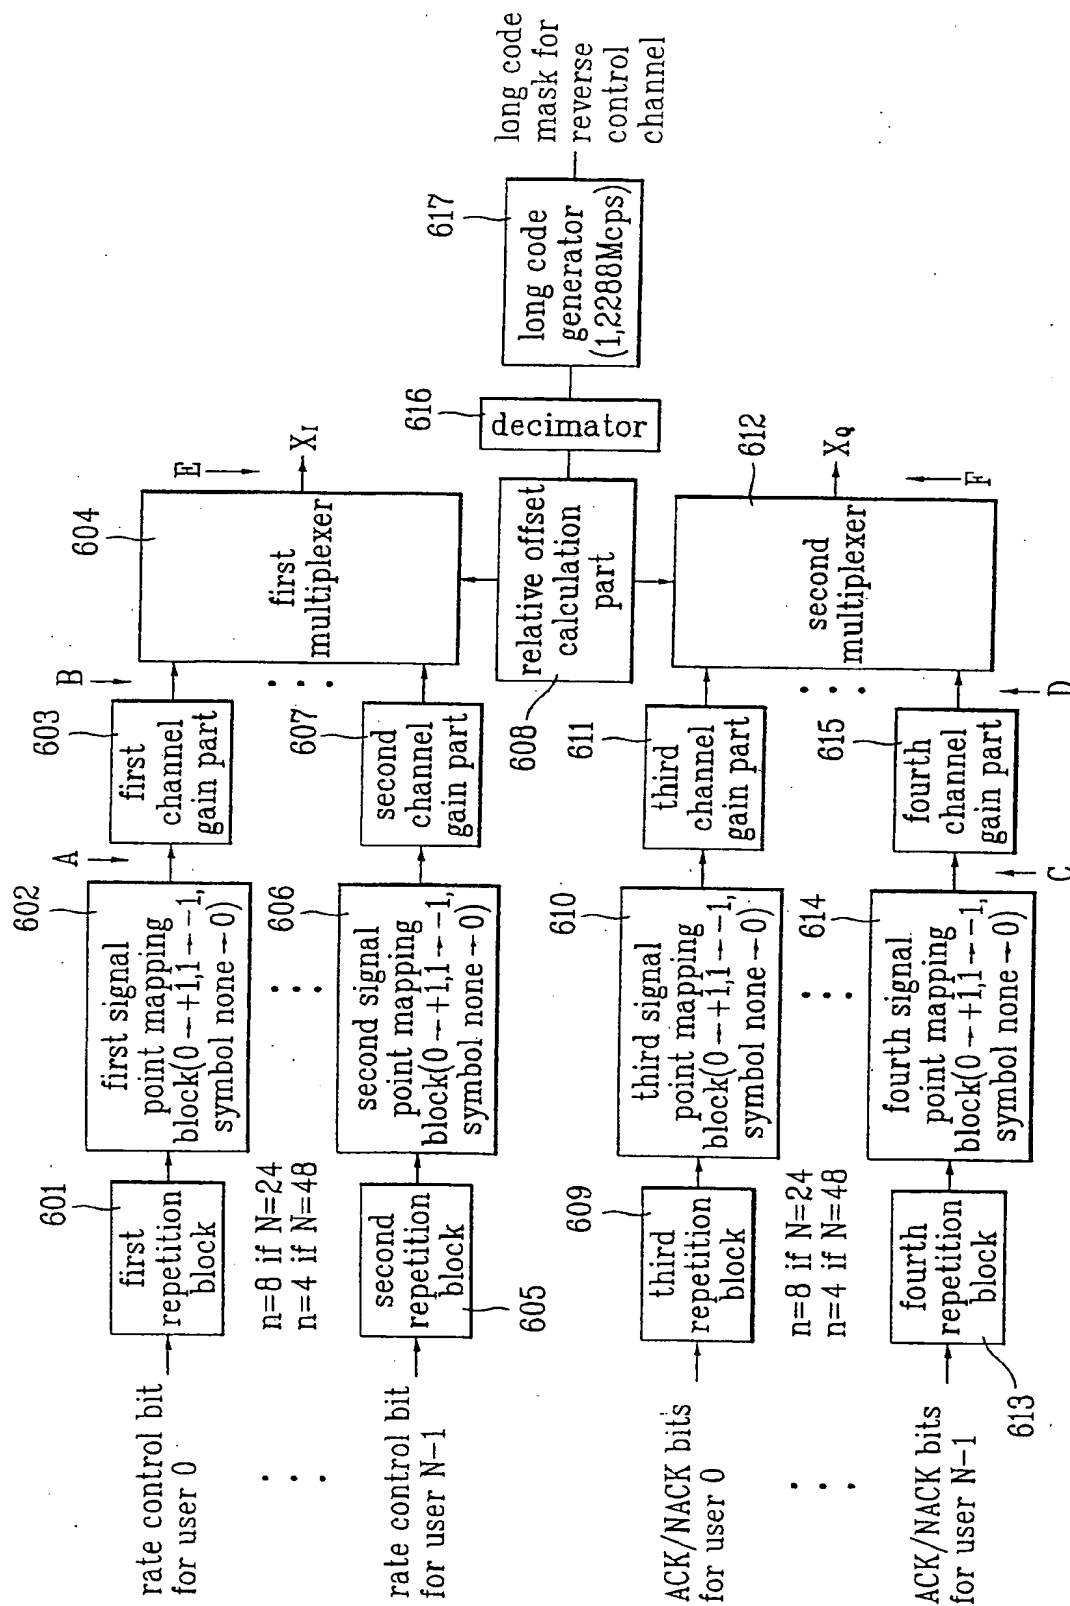 rate control bit
for user 0
601
first
repetition
block
602
first signal
point mapping
block(0→+1,1→-1,
symbol none→0)
A
603
first
channel
gain part
B
604
first
multiplexer
E
X_I
n=8 if N=24
n=4 if N=48
rate control bit
for user N-1
second
repetition
block
605
606
second signal
point mapping
block(0→+1,1→-1,
symbol none→0)
607
second
channel
gain part
608
relative offset
calculation
part
616
decimator
617
long code
generator
(1,2288Mcps)
long code
mask for
reverse
control
channel
ACK/NACK bits
for user 0
609
third
repetition
block
610
third signal
point mapping
block(0→+1,1→-1,
symbol none→0)
611
third
channel
gain part
612
second
multiplexer
X_Q
F
n=8 if N=24
n=4 if N=48
ACK/NACK bits
for user N-1
613
fourth
repetition
block
614
fourth signal
point mapping
block(0→+1,1→-1,
symbol none→0)
C
615
fourth
channel
gain part
D